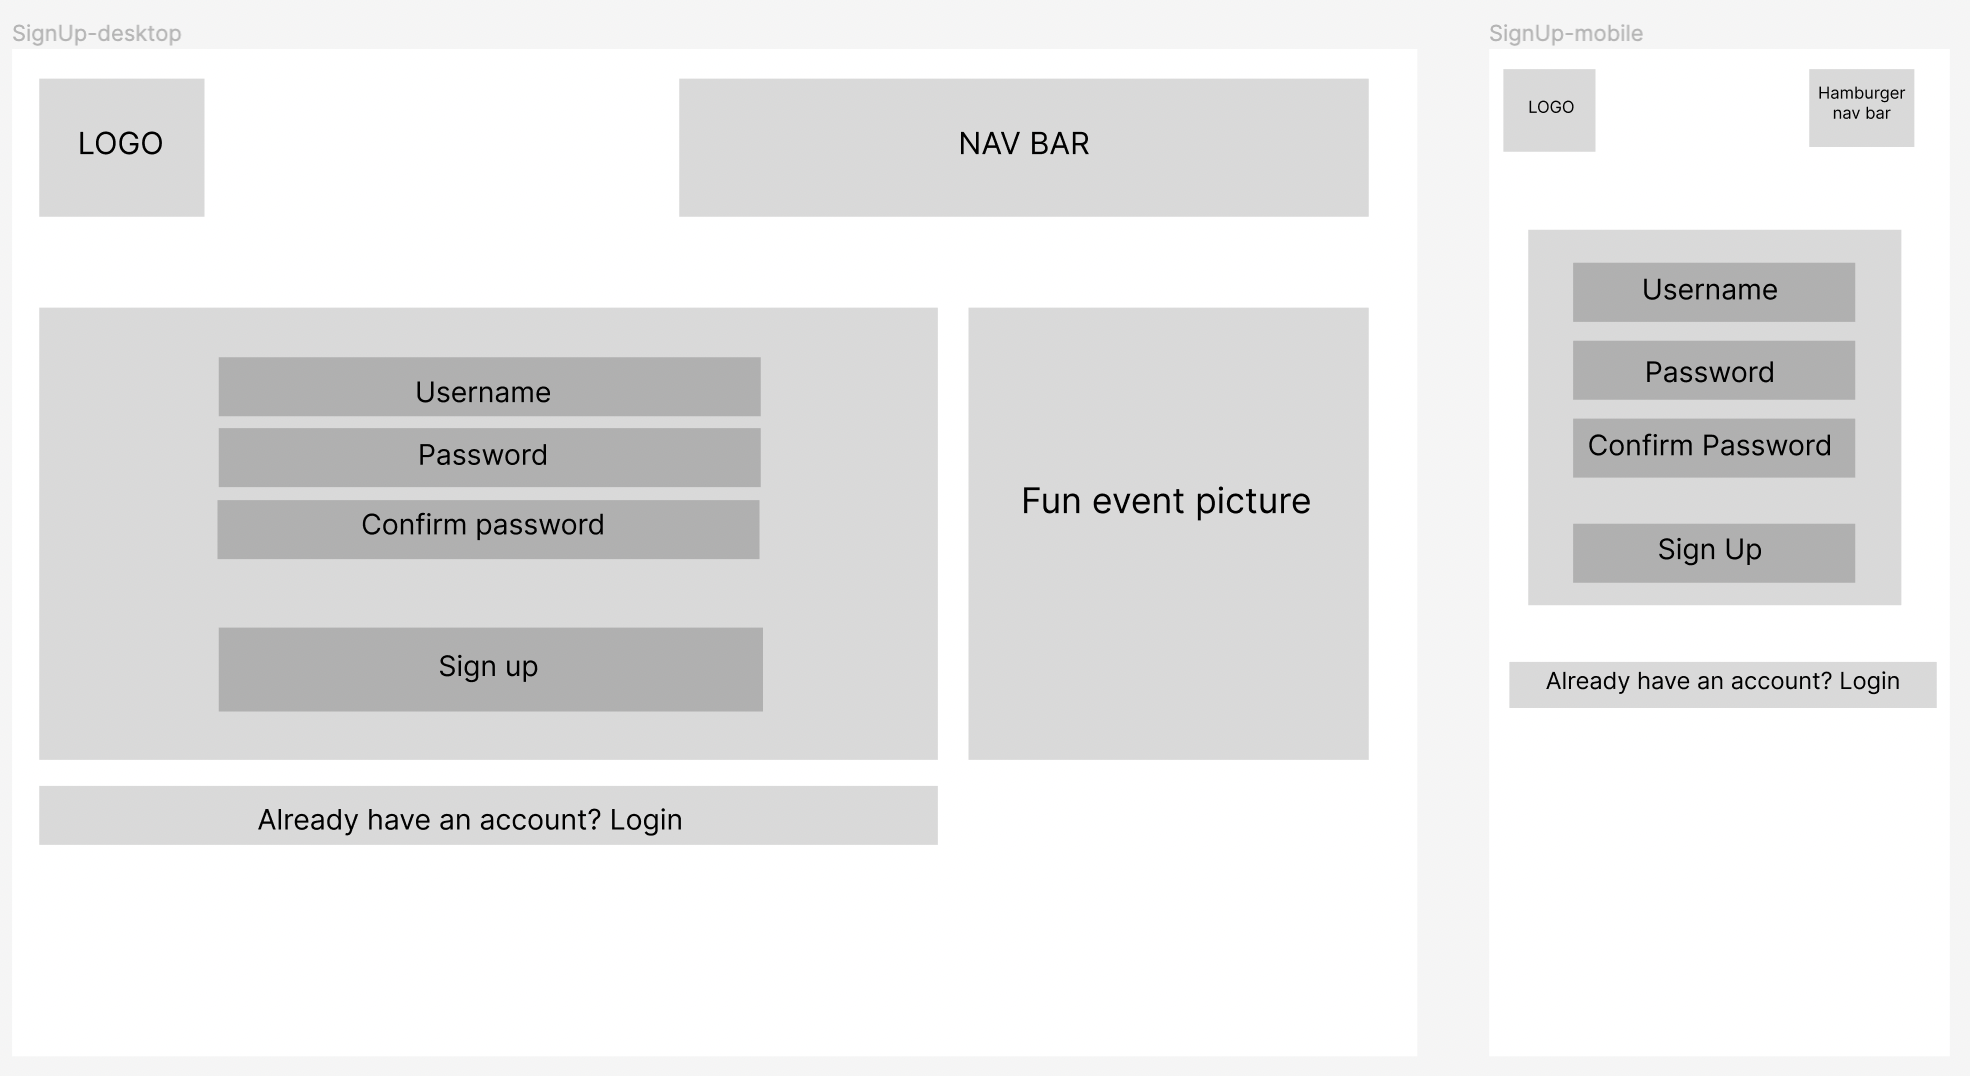 SignUp-desktop
LOGO
NAV BAR
Username
Password
Confirm password
Sign up
Fun event picture
Already have an account? Login
SignUp-mobile
LOGO
Hamburger
nav bar
Username
Password
Confirm Password
Sign Up
Already have an account? Login